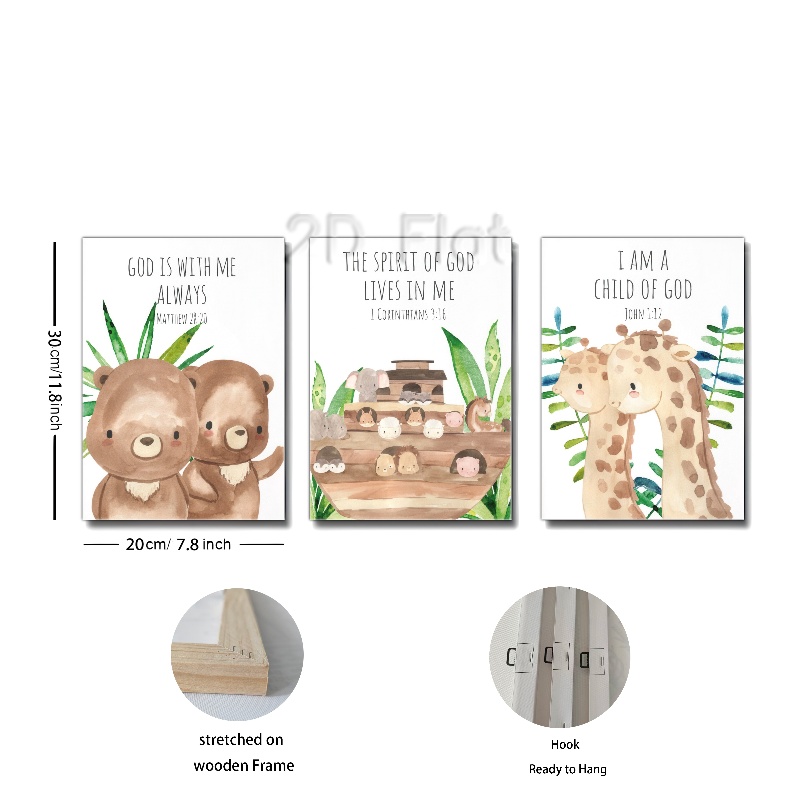 2D Flat
GOD IS WITH ME
ALWAYS
MATTHEW 28:20
THE SPIRIT OF GOD
LIVES IN ME
1 CORINTHIANS 3:16
I AM A
CHILD OF GOD
JOHN 1:12
30cm/11.8inch
20cm/ 7.8 inch
stretched on
wooden Frame
Hook
Ready to Hang